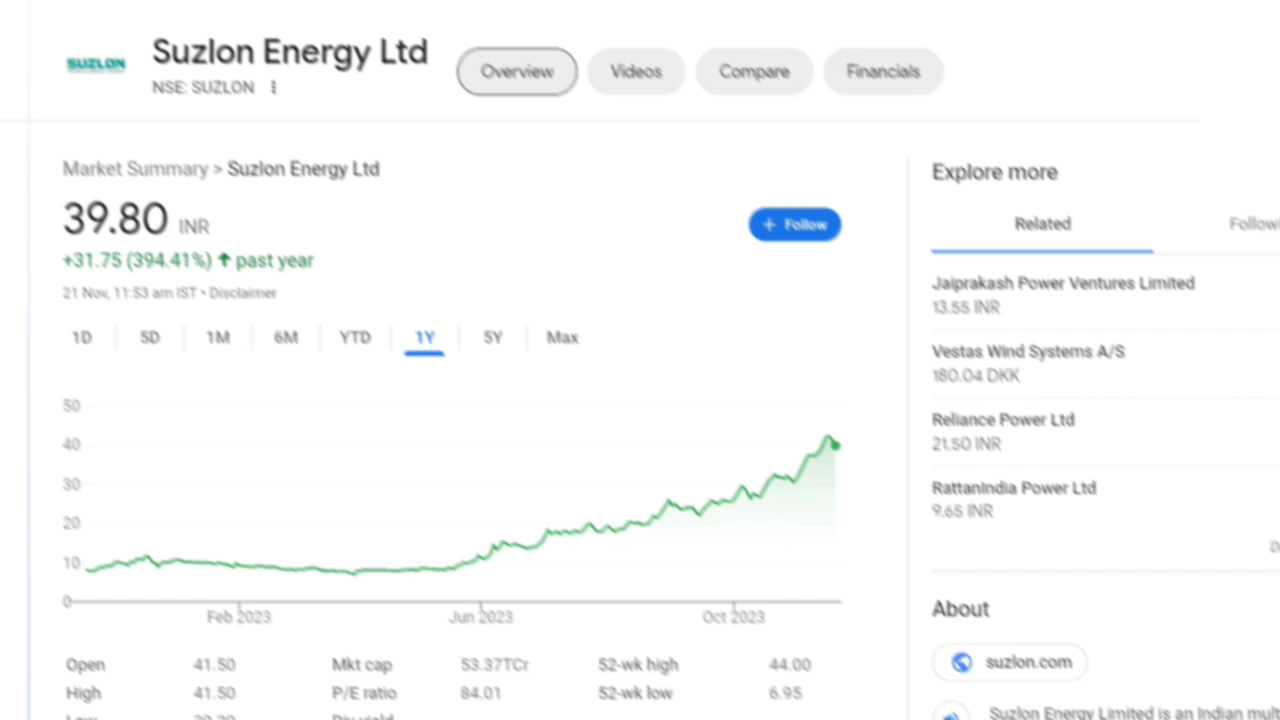 SUZLON
Suzlon Energy Ltd
NSE: SUZLON
Overview
Videos
Compare
Financials
Market Summary > Suzlon Energy Ltd
39.80 INR
+31.75 (394.41%) ↑ past year
21 Nov, 11:53 am IST • Disclaimer
+ Follow
1D 5D 1M 6M YTD 1Y 5Y Max
50
40
30
20
10
0
Feb 2023 Jun 2023 Oct 2023
Open 41.50 Mkt cap 53.37TCr 52-wk high 44.00
High 41.50 P/E ratio 84.01 52-wk low 6.95
Explore more
Related
Jaiprakash Power Ventures Limited
13.55 INR
Vestas Wind Systems A/S
180.04 DKK
Reliance Power Ltd
21.50 INR
RattanIndia Power Ltd
9.65 INR
About
suzlon.com
Suzlon Energy Limited is an Indian